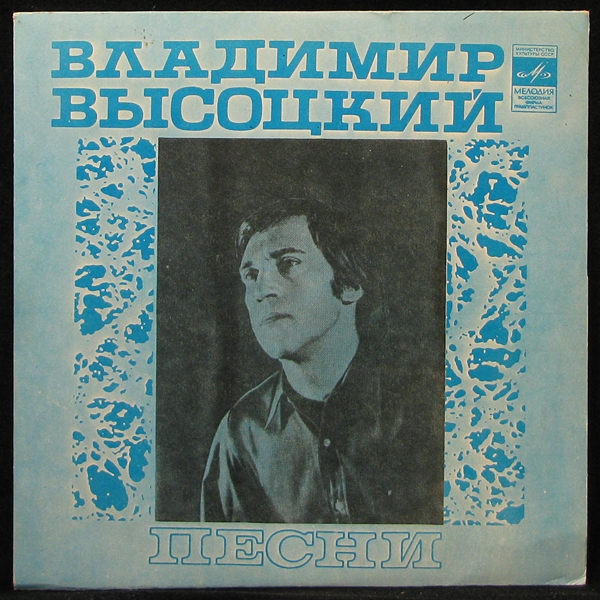 ВЛАДИМИР
ВЫСОЦКИЙ
МИНИСТЕРСТВО
КУЛЬТУРЫ СССР
МЕЛОДИЯ
ВСЕСОЮЗНАЯ
ФИРМА
ГРАМПЛАСТИНОК
ПЕСНИ